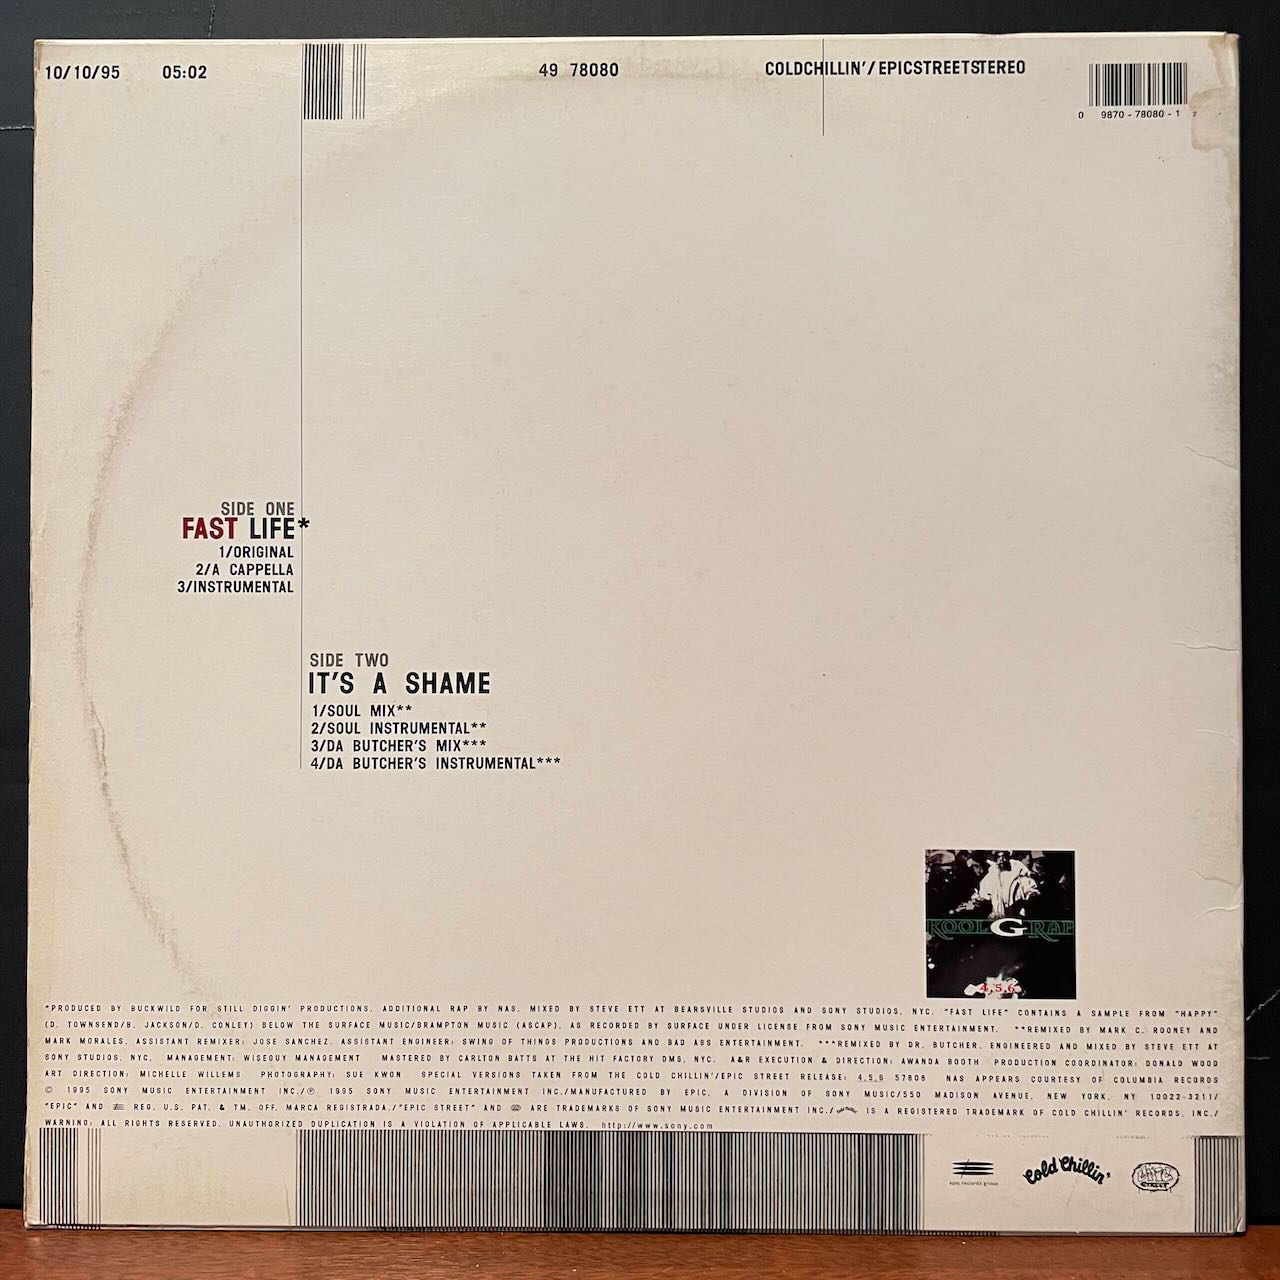 10/10/95 05:02 49 78080 COLDCHILLIN'/EPICSTREETSTEREO
0 9870 - 78080 - 1 2
SIDE ONE
FAST LIFE*
1/ORIGINAL
2/A CAPPELLA
3/INSTRUMENTAL
SIDE TWO
IT'S A SHAME
1/SOUL MIX**
2/SOUL INSTRUMENTAL**
3/DA BUTCHER'S MIX***
4/DA BUTCHER'S INSTRUMENTAL***
KOOL G RAP
4,5,6
*PRODUCED BY BUCKWILD FOR STILL DIGGIN' PRODUCTIONS. ADDITIONAL RAP BY NAS. MIXED BY STEVE ETT AT BEARSVILLE STUDIOS AND SONY STUDIOS, NYC. "FAST LIFE" CONTAINS A SAMPLE FROM "HAPPY".
(D. TOWNSEND/B. JACKSON/D. CONLEY) BELOW THE SURFACE MUSIC/BRAMPTON MUSIC (ASCAP), AS RECORDED BY SURFACE UNDER LICENSE FROM SONY MUSIC ENTERTAINMENT. **REMIXED BY MARK C. ROONEY AND
MARK MORALES. ASSISTANT REMIXER: JOSE SANCHEZ. ASSISTANT ENGINEER: SWING OF THINGS PRODUCTIONS AND BAD ASS ENTERTAINMENT. ***REMIXED BY DR. BUTCHER. ENGINEERED AND MIXED BY STEVE ETT AT
SONY STUDIOS, NYC. MANAGEMENT: WISEGUY MANAGEMENT MASTERED BY CARLTON BATTS AT THE HIT FACTORY DMS, NYC. A&R EXECUTION & DIRECTION: AWANDA BOOTH PRODUCTION COORDINATOR: DONALD WOOD
ART DIRECTION: MICHELLE WILLEMS PHOTOGRAPHY: SUE KWON SPECIAL VERSIONS TAKEN FROM THE COLD CHILLIN'/EPIC STREET RELEASE: 4,5,6 57808 NAS APPEARS COURTESY OF COLUMBIA RECORDS
© 1995 SONY MUSIC ENTERTAINMENT INC./℗ 1995 SONY MUSIC ENTERTAINMENT INC./MANUFACTURED BY EPIC, A DIVISION OF SONY MUSIC/550 MADISON AVENUE, NEW YORK, NY 10022-3211/
"EPIC" AND REG. U.S. PAT. & TM. OFF. MARCA REGISTRADA./"EPIC STREET" AND ARE TRADEMARKS OF SONY MUSIC ENTERTAINMENT INC./ IS A REGISTERED TRADEMARK OF COLD CHILLIN' RECORDS, INC./
WARNING: ALL RIGHTS RESERVED. UNAUTHORIZED DUPLICATION IS A VIOLATION OF APPLICABLE LAWS. http://www.sony.com
epic records group Cold Chillin' EPIC STREET